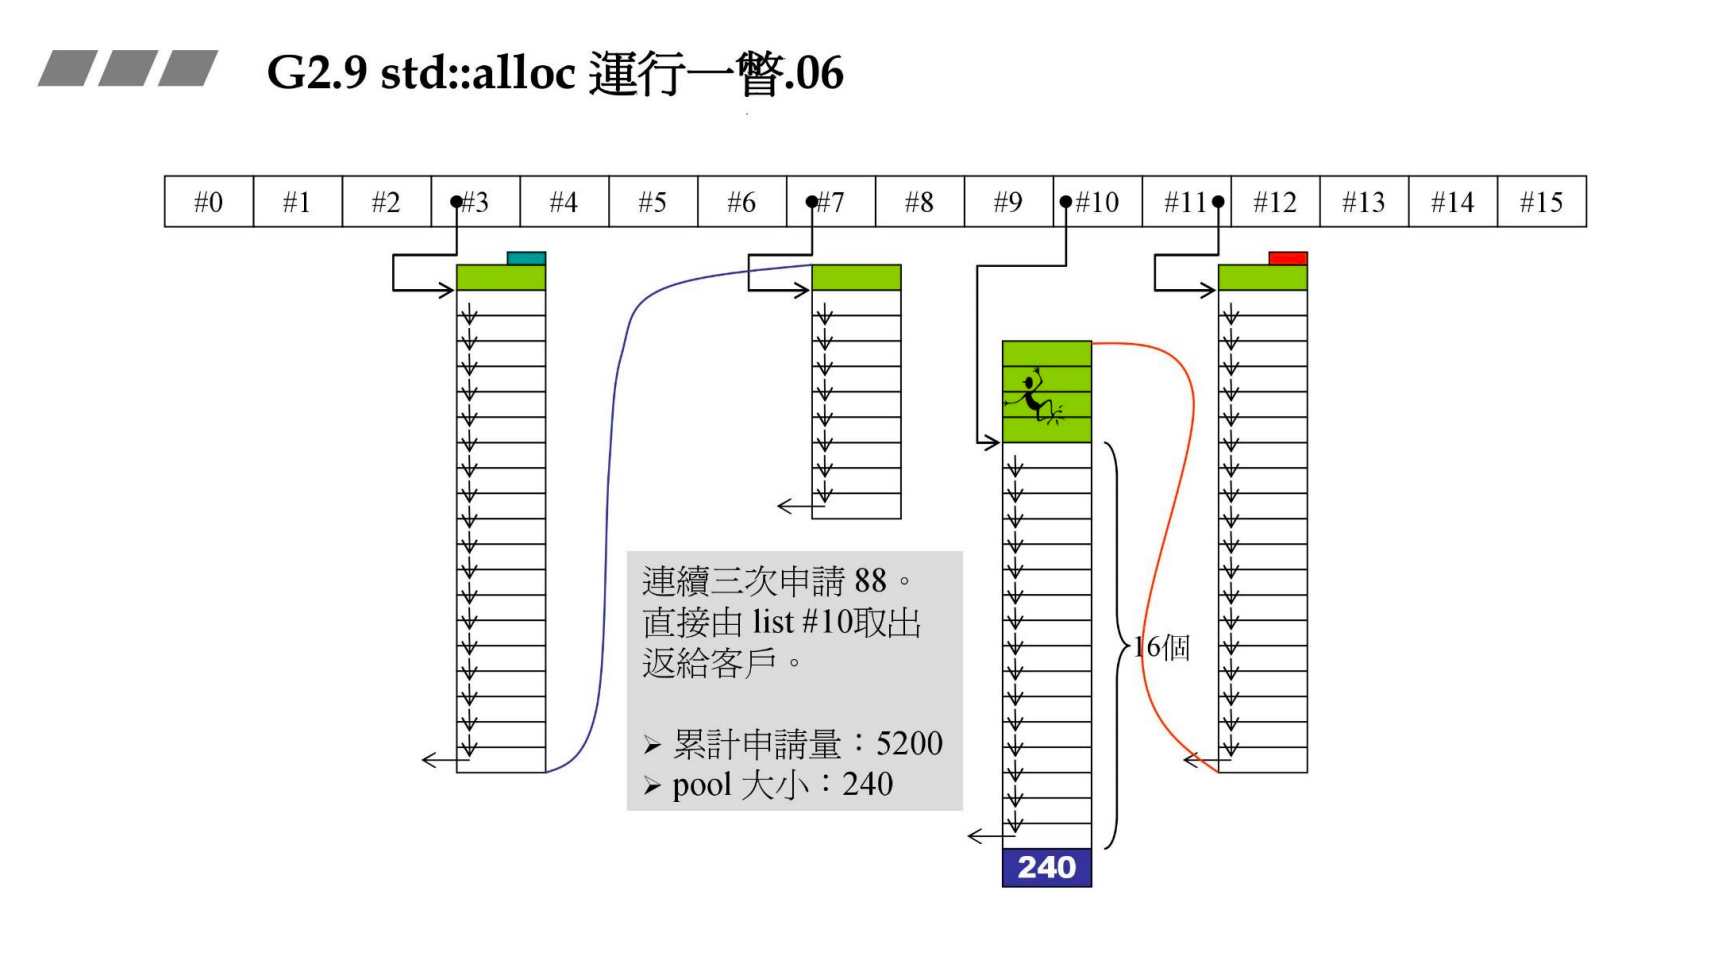 G2.9 std::alloc 運行一瞥.06
#0 #1 #2 #3 #4 #5 #6 #7 #8 #9 #10 #11 #12 #13 #14 #15
連續三次申請 88。
直接由 list #10取出
返給客戶。
16個
➢ 累計申請量：5200
➢ pool 大小：240
240